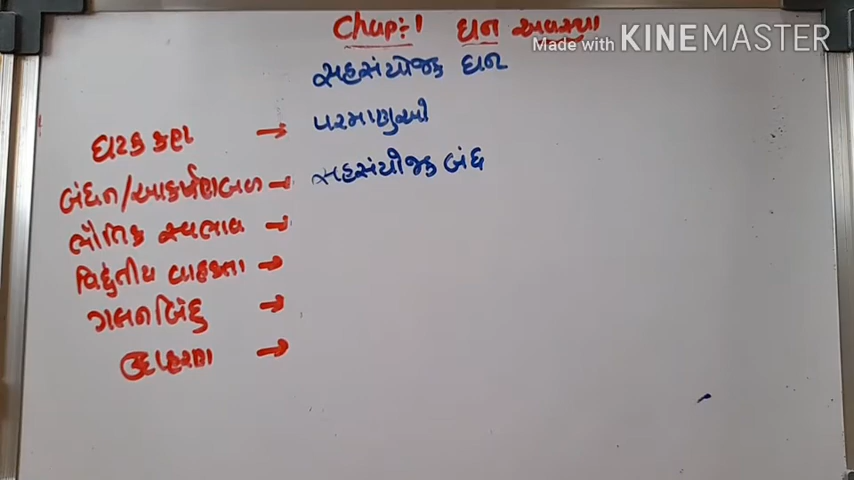 Chap:-1 ઘન અવસ્થા
Made with KINEMASTER
સહસંયોજક ઘન
ઘટક કણ → પરમાણુઓ
બંધન/આકર્ષણબળ → સહસંયોજક બંધ
ભૌતિક સ્વભાવ →
વિદ્યુતીય વાહકતા →
ગલનબિંદુ →
ઉદાહરણ →